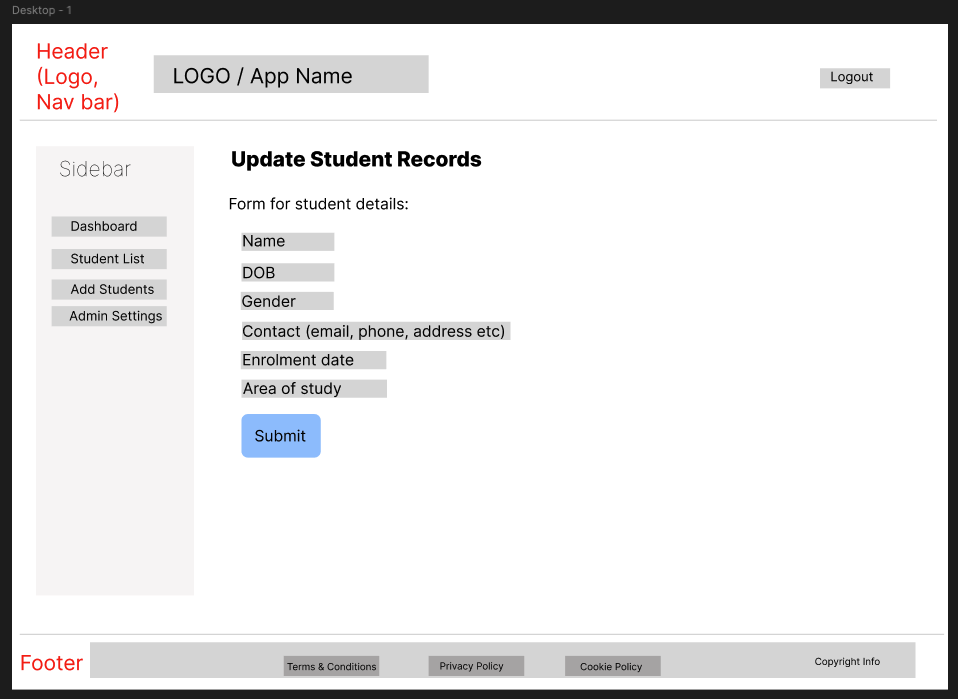 Desktop - 1
Header
(Logo,
Nav bar)
LOGO / App Name
Logout
Sidebar
Dashboard
Student List
Add Students
Admin Settings
Update Student Records
Form for student details:
Name
DOB
Gender
Contact (email, phone, address etc)
Enrolment date
Area of study
Submit
Footer
Terms & Conditions
Privacy Policy
Cookie Policy
Copyright Info